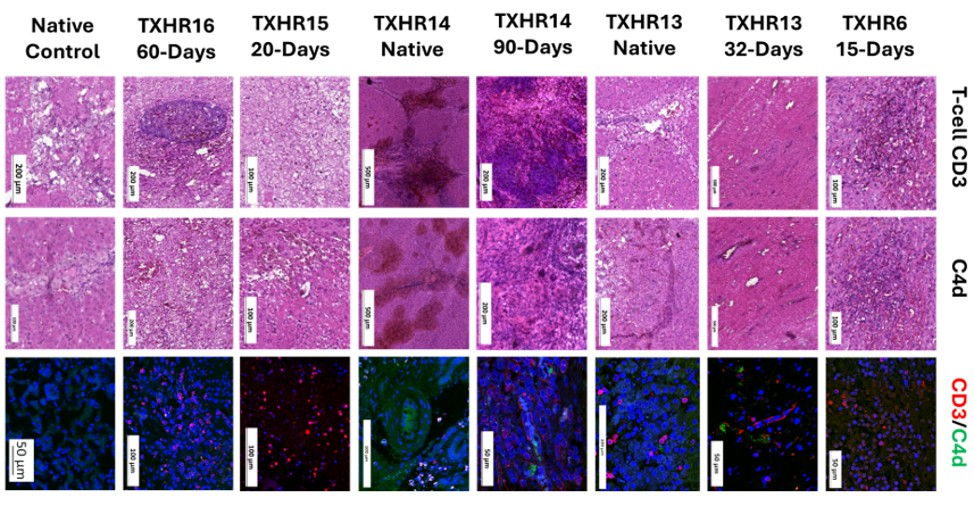 Native
Control
TXHR16
60-Days
TXHR15
20-Days
TXHR14
Native
TXHR14
90-Days
TXHR13
Native
TXHR13
32-Days
TXHR6
15-Days
T-cell CD3
200 μm
200 μm
100 μm
500 μm
200 μm
200 μm
100 μm
C4d
200 μm
100 μm
500 μm
200 μm
200 μm
100 μm
CD3/C4d
50 μm
100 μm
100 μm
50 μm
50 μm
50 μm